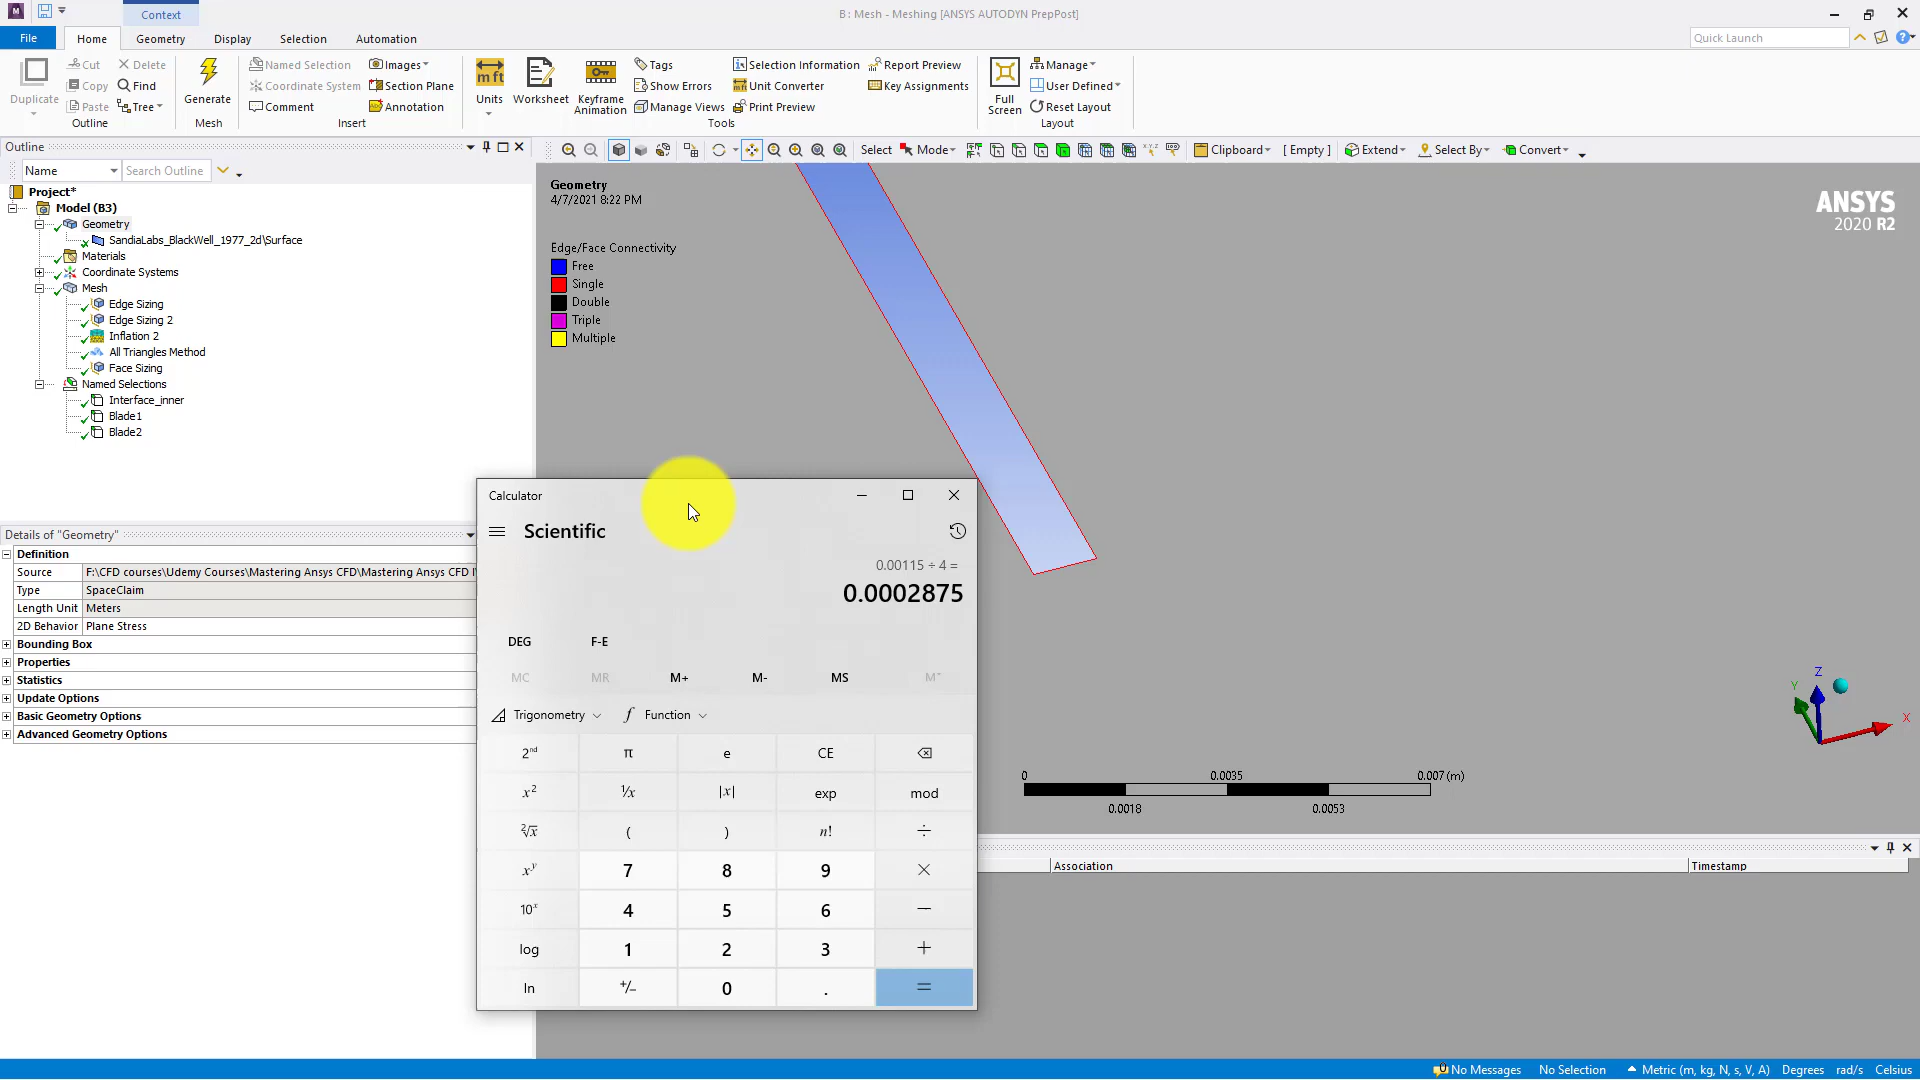 Context
B : Mesh - Meshing [ANSYS AUTODYN PrepPost]
File
Home
Geometry
Display
Selection
Automation
Quick Launch
Duplicate
Cut
Delete
Copy
Find
Paste
Tree
Outline
Generate
Mesh
Named Selection
Coordinate System
Comment
Images
Section Plane
Annotation
Insert
Units
Worksheet
Keyframe Animation
Tags
Show Errors
Manage Views
Selection Information
Unit Converter
Print Preview
Report Preview
Key Assignments
Tools
Full Screen
Manage
User Defined
Reset Layout
Layout
Outline
Name
Search Outline
Select
Mode
Clipboard
[ Empty ]
Extend
Select By
Convert
Project*
Model (B3)
Geometry
SandiaLabs_BlackWell_1977_2d\Surface
Materials
Coordinate Systems
Mesh
Edge Sizing
Edge Sizing 2
Inflation 2
All Triangles Method
Face Sizing
Named Selections
Interface_inner
Blade1
Blade2
Geometry
4/7/2021 8:22 PM
Edge/Face Connectivity
Free
Single
Double
Triple
Multiple
ANSYS
2020 R2
Details of "Geometry"
Definition
Source F:\CFD courses\Udemy Courses\Mastering Ansys CFD\Mastering Ansys CFD
Type SpaceClaim
Length Unit Meters
2D Behavior Plane Stress
Bounding Box
Properties
Statistics
Update Options
Basic Geometry Options
Advanced Geometry Options
Calculator
Scientific
0.00115 ÷ 4 =
0.0002875
DEG F-E
MC MR M+ M- MS M˅
Trigonometry Function
2nd π e CE
x² ¹/x |x| exp mod
²√x ( ) n! ÷
xʸ 7 8 9 ×
10ˣ 4 5 6 −
log 1 2 3 +
ln +/− 0 . =
Z
Y
X
0 0.0035 0.007 (m)
0.0018 0.0053
Association
Timestamp
No Messages
No Selection
Metric (m, kg, N, s, V, A)
Degrees
rad/s
Celsius